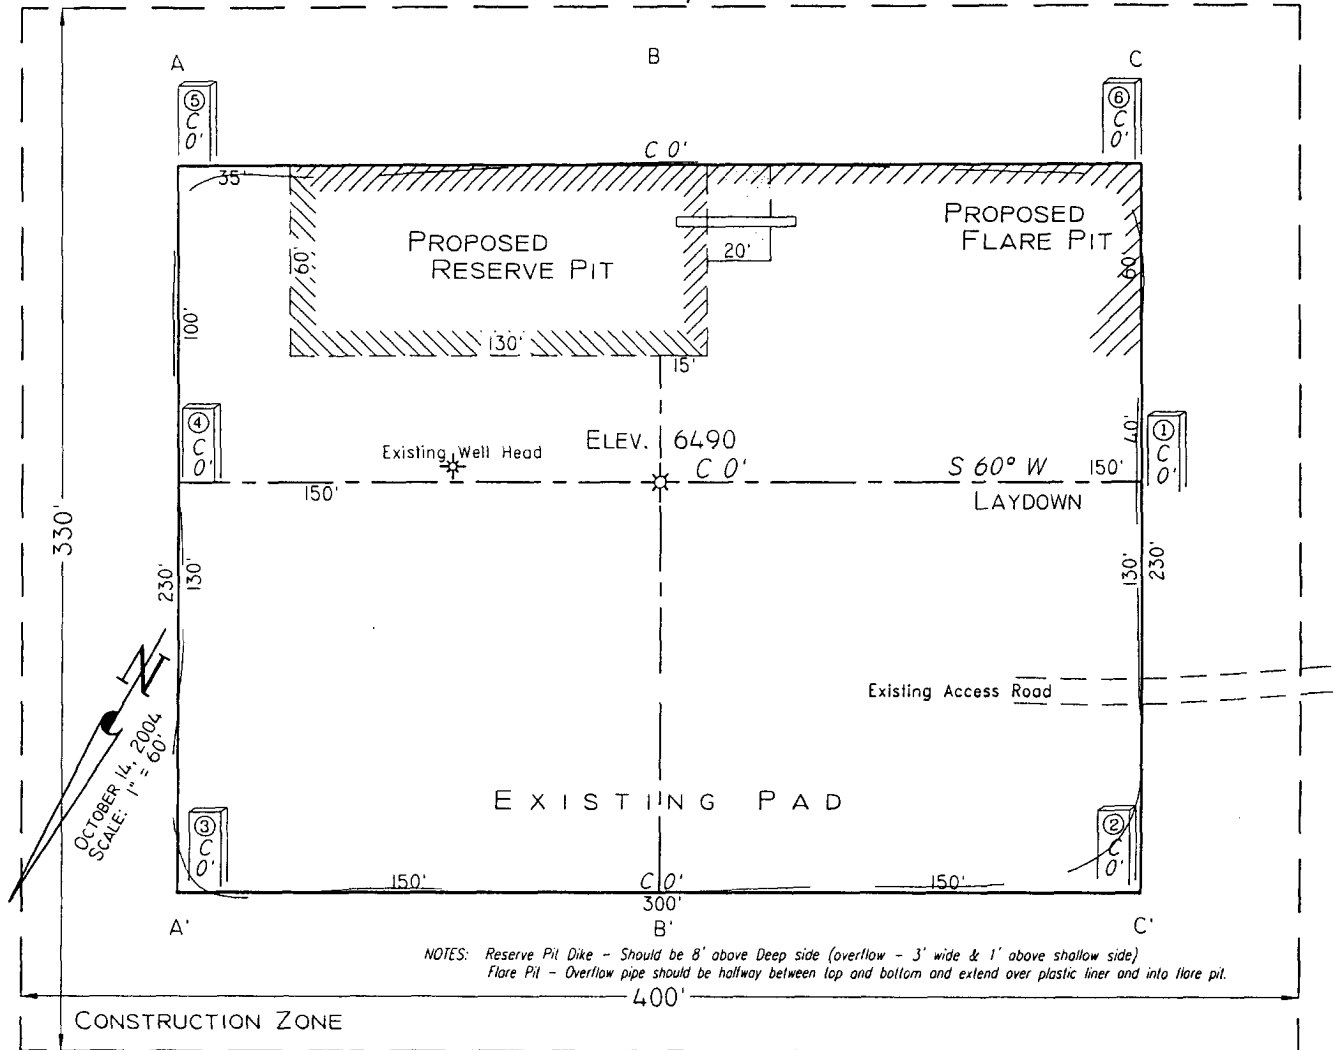 A
B
C
⑤
C
0'
⑥
C
0'
C 0'
35'
PROPOSED
RESERVE PIT
60'
130'
20'
15'
PROPOSED
FLARE PIT
60'
100'
④
C
0'
Existing Well Head
ELEV. 6490
C 0'
S 60° W
LAYDOWN
150'
150'
40'
①
C
0'
330'
230'
130'
130'
230'
N
OCTOBER 14, 2004
SCALE: 1" = 60'
Existing Access Road
EXISTING PAD
③
C
0'
②
C
0'
150'
C 0'
150'
300'
A'
B'
C'
NOTES: Reserve Pit Dike - Should be 8' above Deep side (overflow - 3' wide & 1' above shallow side)
Flare Pit - Overflow pipe should be halfway between top and bottom and extend over plastic liner and into flare pit.
400'
CONSTRUCTION ZONE